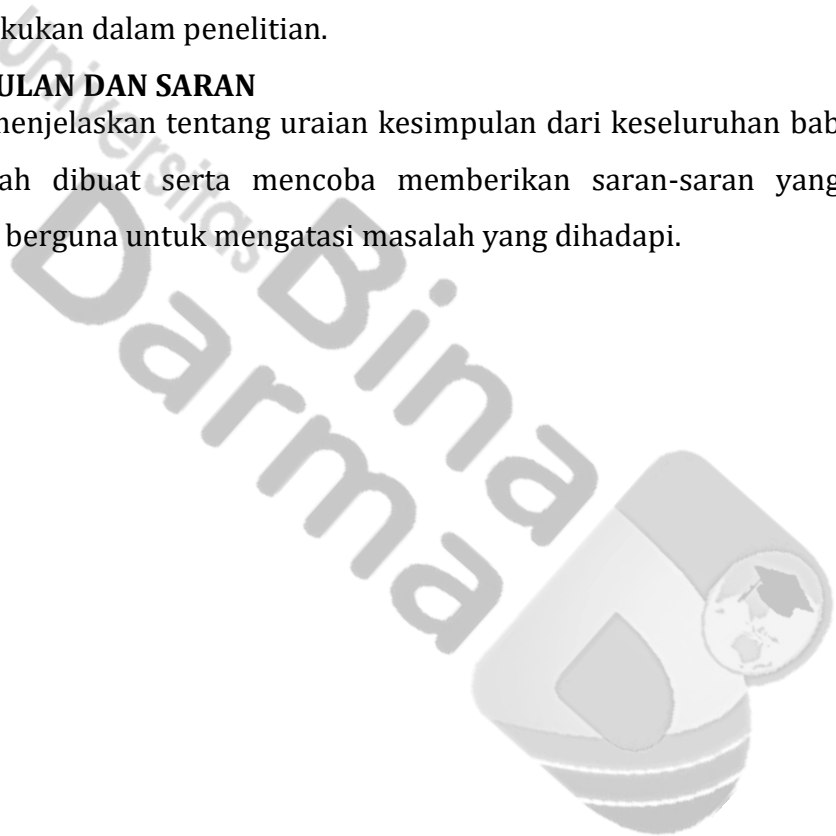 kukan dalam penelitian.
ULAN DAN SARAN
menjelaskan tentang uraian kesimpulan dari keseluruhan bab
ah dibuat serta mencoba memberikan saran-saran yang
berguna untuk mengatasi masalah yang dihadapi.
Universitas
Bina
Darma